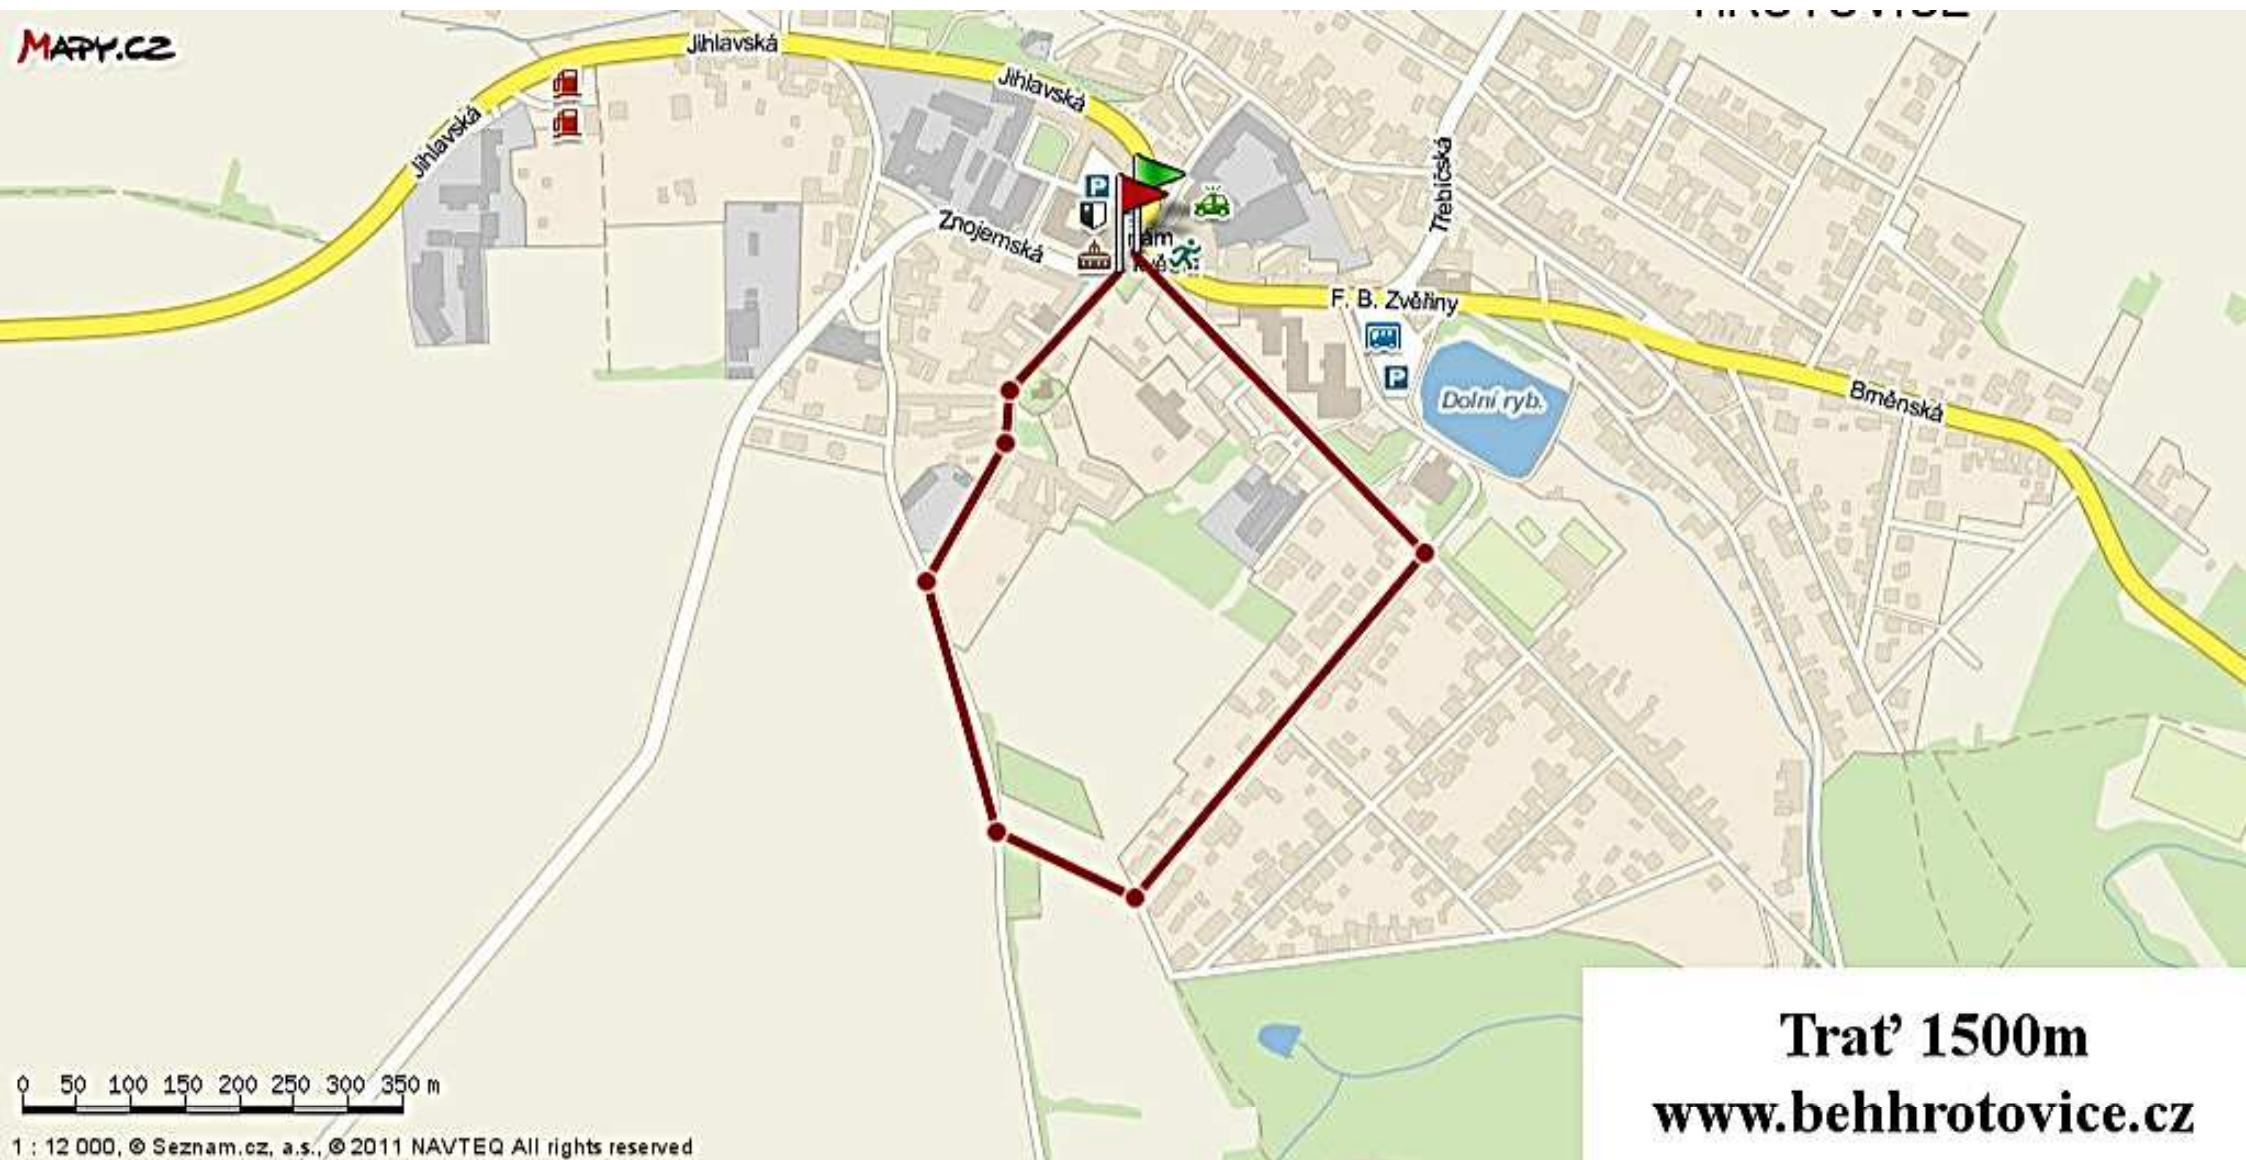 MAPY.CZ
Jihlavská
Jihlavská
Jihlavská
Třebíčská
P
Znojemská
nám
F. B. Zvěřiny
P
Dolní ryb.
Brněnská
0 50 100 150 200 250 300 350 m
1 : 12 000, © Seznam.cz, a.s., © 2011 NAVTEQ All rights reserved
Trať 1500m
www.behhrotovice.cz